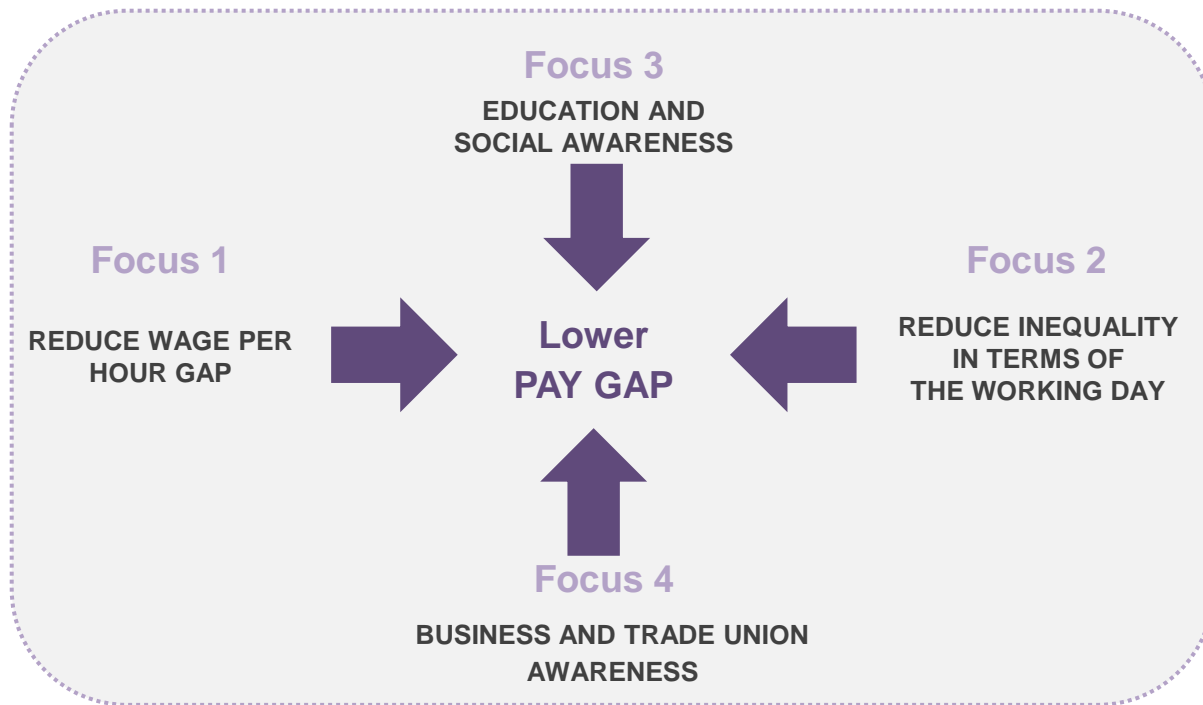 Focus 3
EDUCATION AND
SOCIAL AWARENESS
Focus 1
REDUCE WAGE PER
HOUR GAP
Lower
PAY GAP
Focus 2
REDUCE INEQUALITY
IN TERMS OF
THE WORKING DAY
Focus 4
BUSINESS AND TRADE UNION
AWARENESS